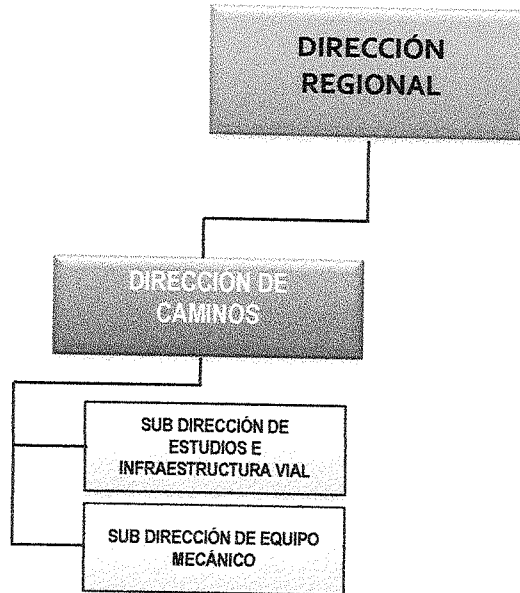 DIRECCIÓN
REGIONAL
DIRECCIÓN DE
CAMINOS
SUB DIRECCIÓN DE
ESTUDIOS E
INFRAESTRUCTURA VIAL
SUB DIRECCIÓN DE EQUIPO
MECÁNICO